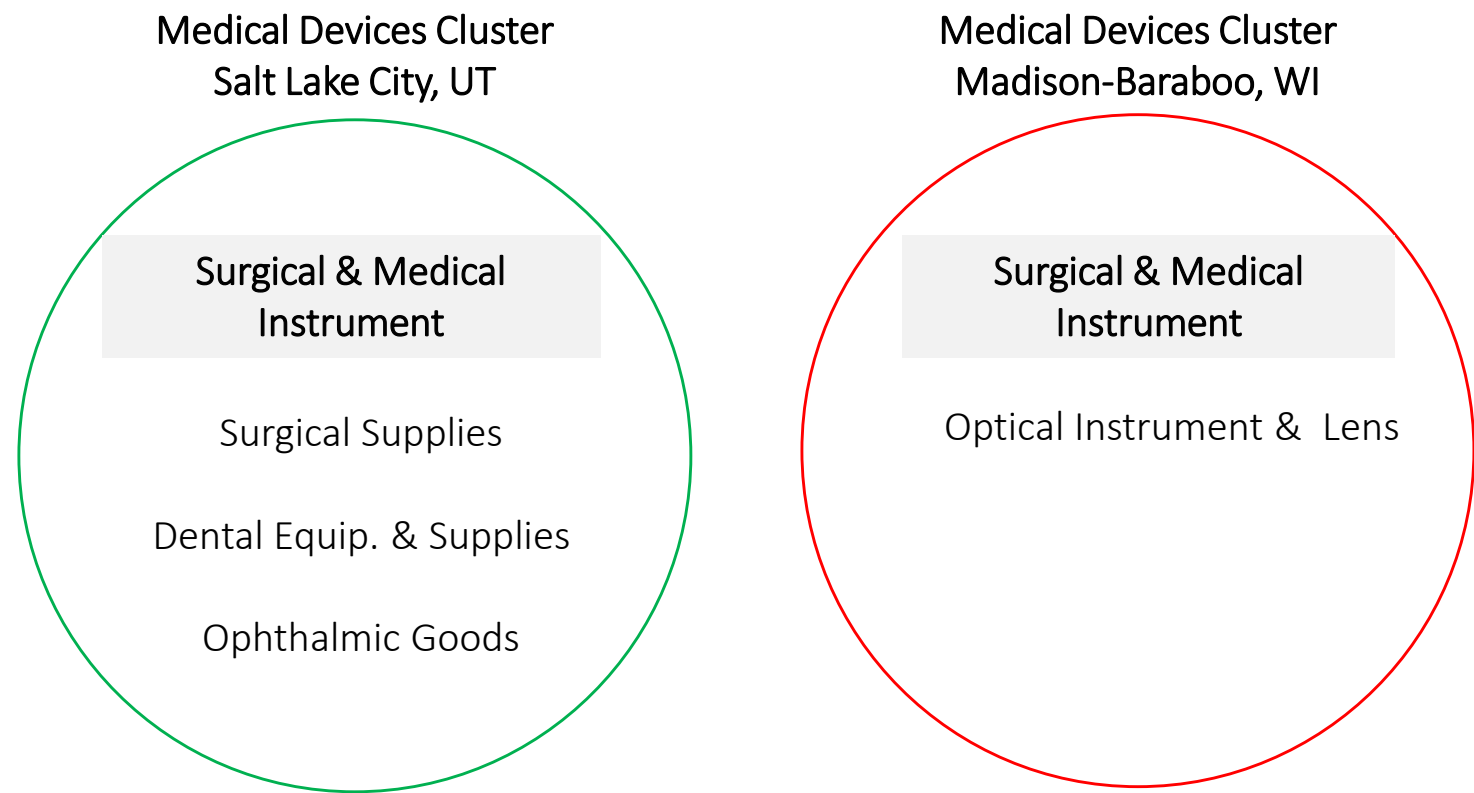 Medical Devices Cluster
Salt Lake City, UT
Surgical & Medical
Instrument
Surgical Supplies
Dental Equip. & Supplies
Ophthalmic Goods
Medical Devices Cluster
Madison-Baraboo, WI
Surgical & Medical
Instrument
Optical Instrument & Lens